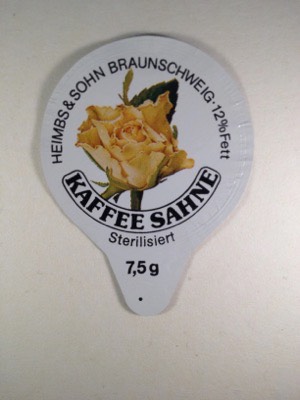 HEIMBS & SOHN BRAUNSCHWEIG · 12% Fett
KAFFEE SAHNE
Sterilisiert
7,5 g